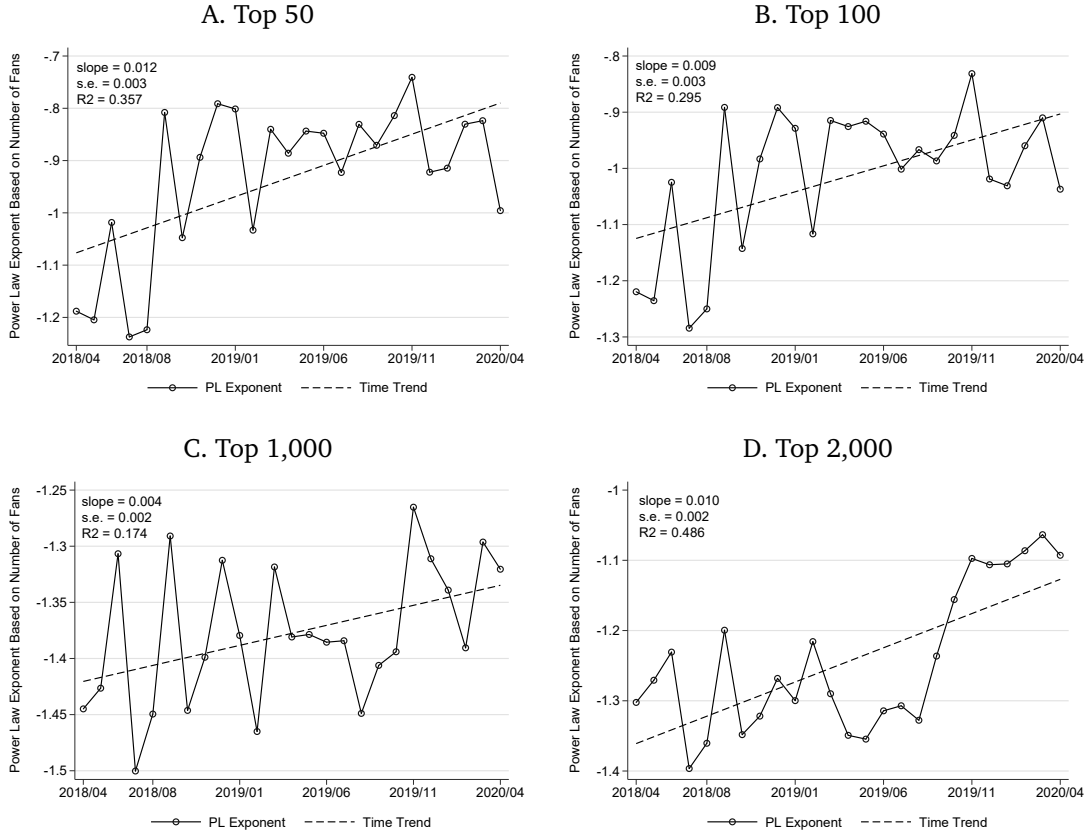 A. Top 50
Power Law Exponent Based on Number of Fans
-.7
-.8
-.9
-1
-1.1
-1.2
slope = 0.012
s.e. = 0.003
R2 = 0.357
2018/04 2018/08 2019/01 2019/06 2019/11 2020/04
PL Exponent Time Trend
B. Top 100
Power Law Exponent Based on Number of Fans
-.8
-.9
-1
-1.1
-1.2
-1.3
slope = 0.009
s.e. = 0.003
R2 = 0.295
2018/04 2018/08 2019/01 2019/06 2019/11 2020/04
PL Exponent Time Trend
C. Top 1,000
Power Law Exponent Based on Number of Fans
-1.25
-1.3
-1.35
-1.4
-1.45
-1.5
slope = 0.004
s.e. = 0.002
R2 = 0.174
2018/04 2018/08 2019/01 2019/06 2019/11 2020/04
PL Exponent Time Trend
D. Top 2,000
Power Law Exponent Based on Number of Fans
-1
-1.1
-1.2
-1.3
-1.4
slope = 0.010
s.e. = 0.002
R2 = 0.486
2018/04 2018/08 2019/01 2019/06 2019/11 2020/04
PL Exponent Time Trend